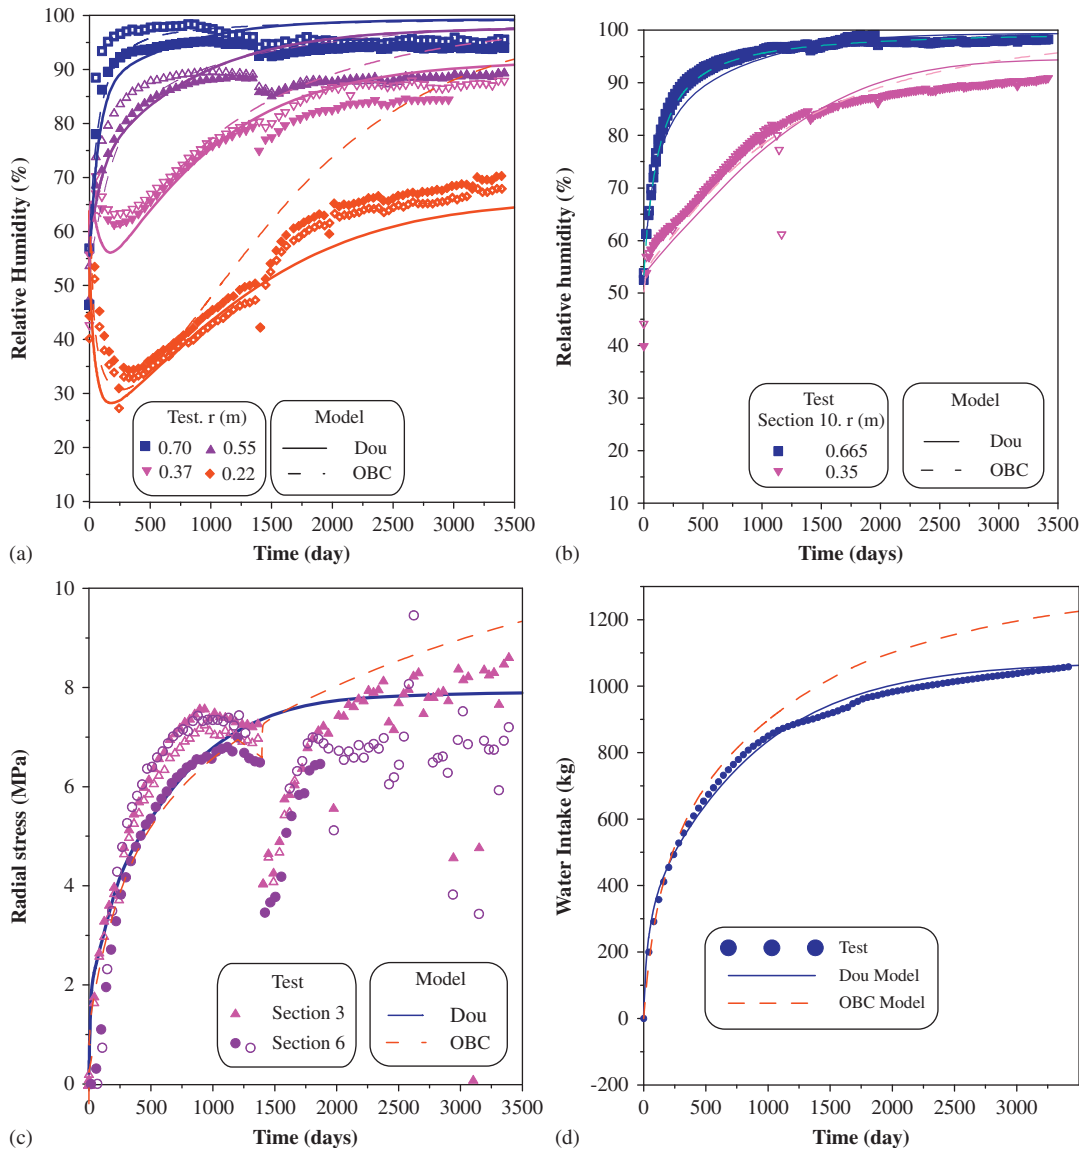 100
90
80
70
60
50
40
30
20
10
Relative Humidity (%)
0 500 1000 1500 2000 2500 3000 3500
Time (day)
Test. r (m)
0.70 0.55
0.37 0.22
Model
Dou
OBC
(a)
100
90
80
70
60
50
40
30
20
10
Relative humidity (%)
0 500 1000 1500 2000 2500 3000 3500
Time (days)
Test
Section 10. r (m)
0.665
0.35
Model
Dou
OBC
(b)
10
8
6
4
2
0
Radial stress (MPa)
0 500 1000 1500 2000 2500 3000 3500
Time (days)
Test
Section 3
Section 6
Model
Dou
OBC
(c)
1200
1000
800
600
400
200
0
-200
Water Intake (kg)
0 500 1000 1500 2000 2500 3000
Time (day)
Test
Dou Model
OBC Model
(d)